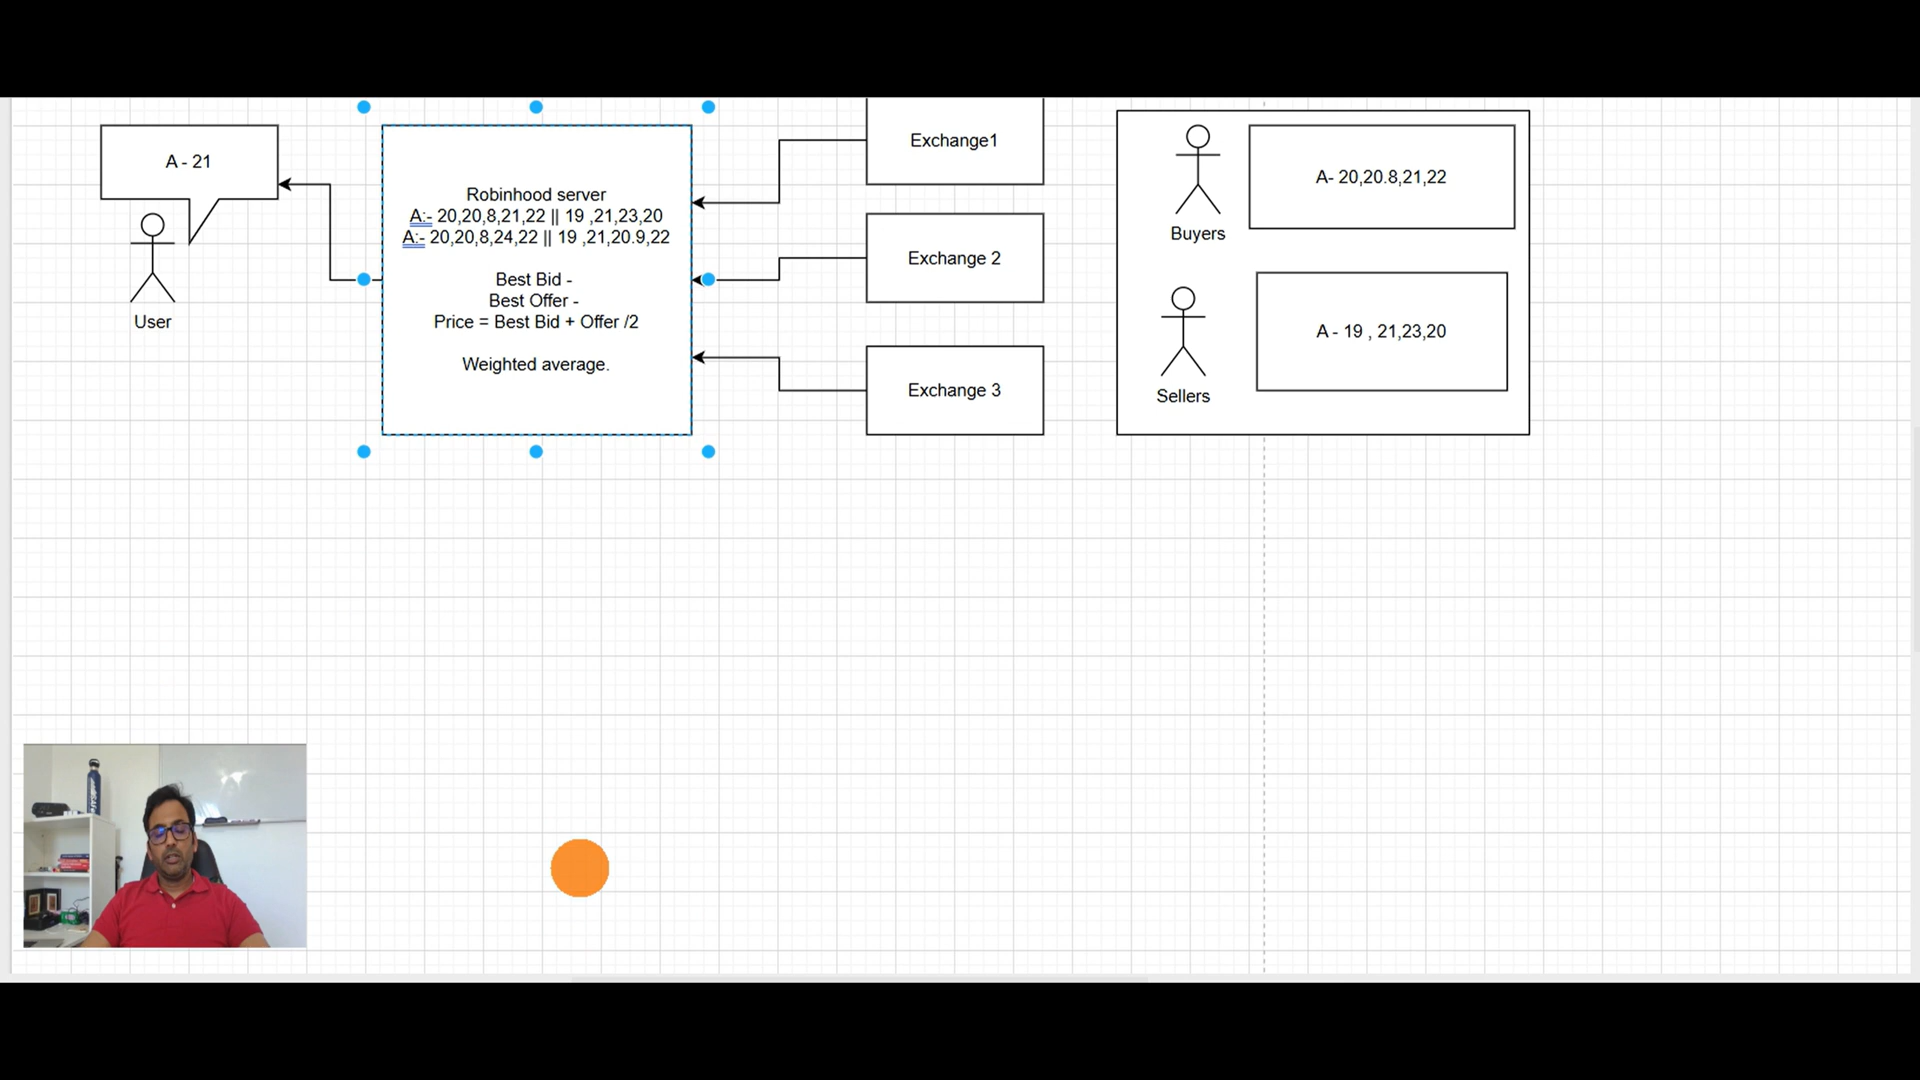 A - 21
User
Robinhood server
A:- 20,20,8,21,22 || 19 ,21,23,20
A:- 20,20,8,24,22 || 19 ,21,20.9,22
Best Bid -
Best Offer -
Price = Best Bid + Offer /2
Weighted average.
Exchange1
Exchange 2
Exchange 3
A- 20,20.8,21,22
Buyers
A - 19 , 21,23,20
Sellers